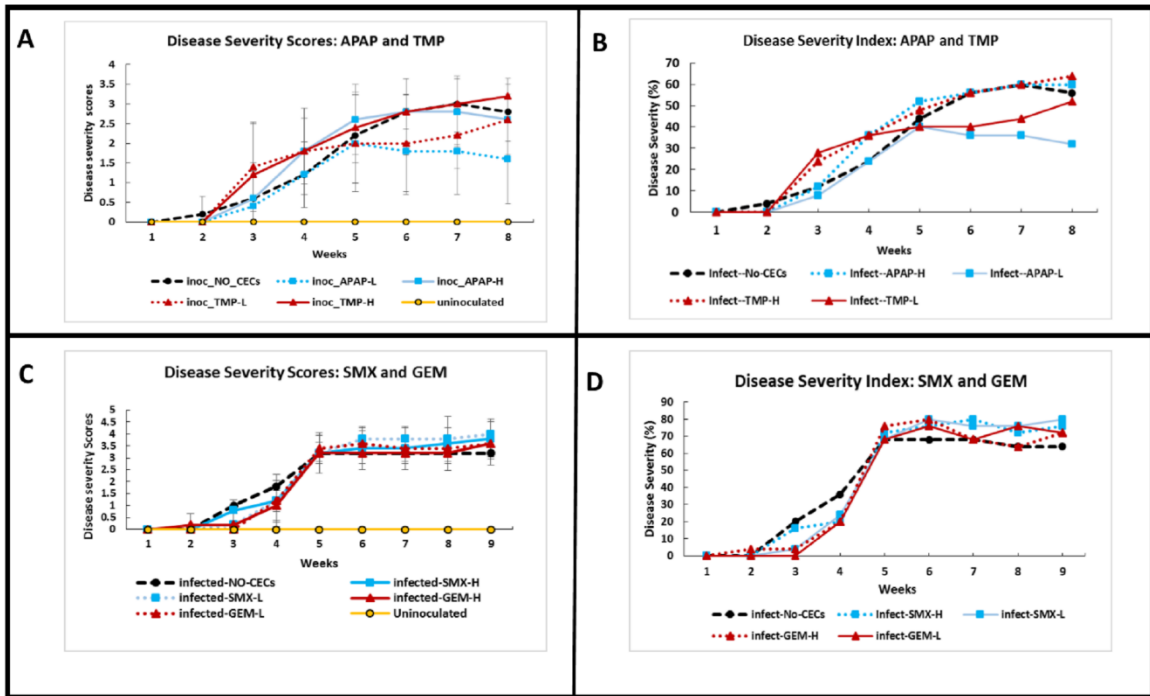 A
Disease Severity Scores: APAP and TMP
Disease severity scores
4
3.5
3
2.5
2
1.5
1
0.5
0
1 2 3 4 5 6 7 8
Weeks
inoc_NO_CECs inoc_APAP-L inoc_APAP-H
inoc_TMP-L inoc_TMP-H uninoculated
B
Disease Severity Index: APAP and TMP
Disease Severity (%)
70
60
50
40
30
20
10
0
1 2 3 4 5 6 7 8
Weeks
Infect--No-CECs Infect--APAP-H Infect--APAP-L
Infect--TMP-H Infect--TMP-L
C
Disease Severity Scores: SMX and GEM
Disease severity Scores
5
4.5
4
3.5
3
2.5
2
1.5
1
0.5
0
1 2 3 4 5 6 7 8 9
Weeks
infected-NO-CECs infected-SMX-H
infected-SMX-L infected-GEM-H
infected-GEM-L Uninoculated
D
Disease Severity Index: SMX and GEM
Disease Severity (%)
90
80
70
60
50
40
30
20
10
0
1 2 3 4 5 6 7 8 9
Weeks
infect-No-CECs Infect-SMX-H infect-SMX-L
infect-GEM-H infect-GEM-L